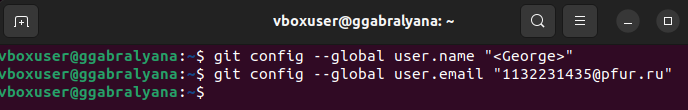 vboxuser@ggabralyana: ~
vboxuser@ggabralyana:~$ git config --global user.name "<George>"
vboxuser@ggabralyana:~$ git config --global user.email "1132231435@pfur.ru"
vboxuser@ggabralyana:~$